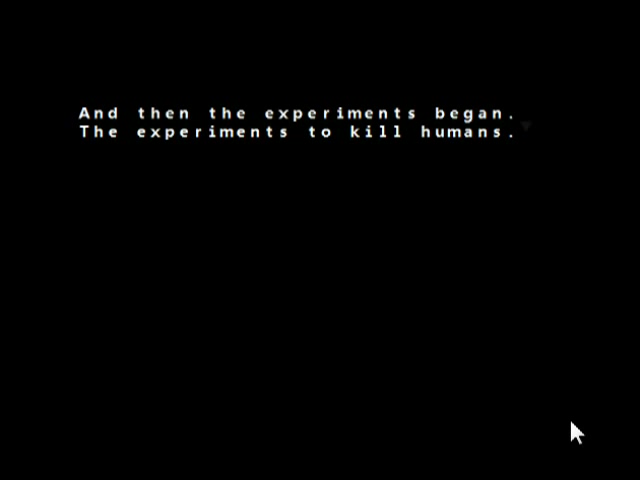 And then the experiments began.
The experiments to kill humans.